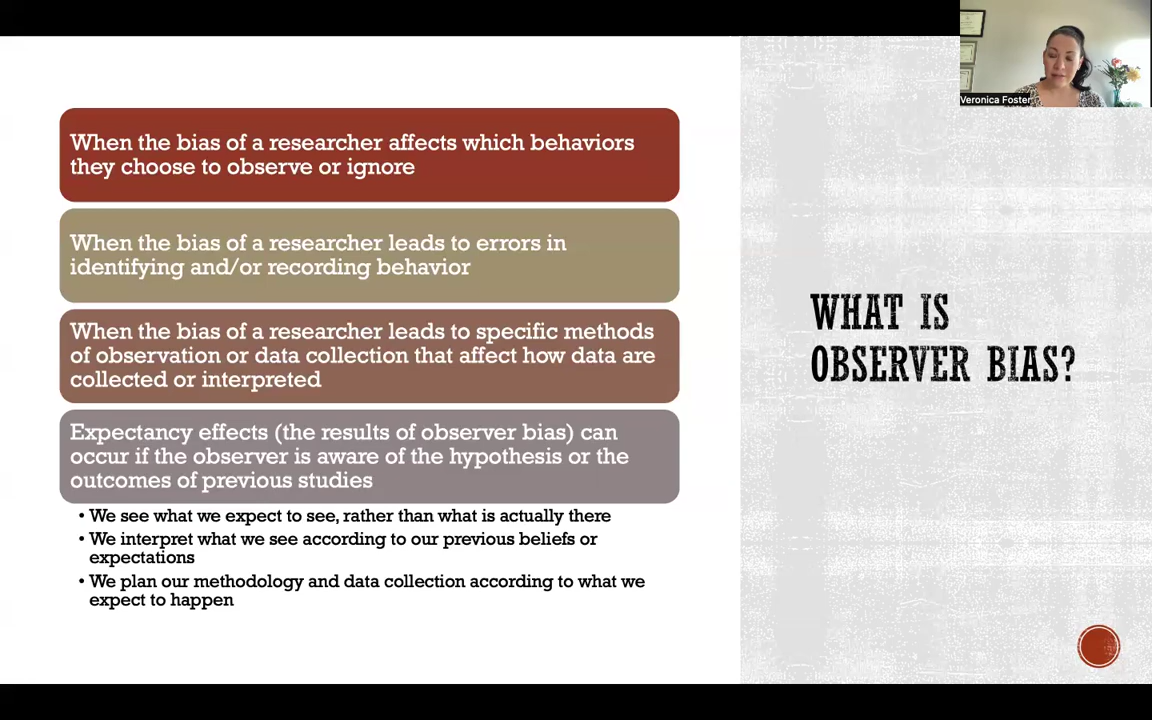 When the bias of a researcher affects which behaviors
they choose to observe or ignore
When the bias of a researcher leads to errors in
identifying and/or recording behavior
When the bias of a researcher leads to specific methods
of observation or data collection that affect how data are
collected or interpreted
Expectancy effects (the results of observer bias) can
occur if the observer is aware of the hypothesis or the
outcomes of previous studies
• We see what we expect to see, rather than what is actually there
• We interpret what we see according to our previous beliefs or
expectations
• We plan our methodology and data collection according to what we
expect to happen
WHAT IS
OBSERVER BIAS?
Veronica Foster